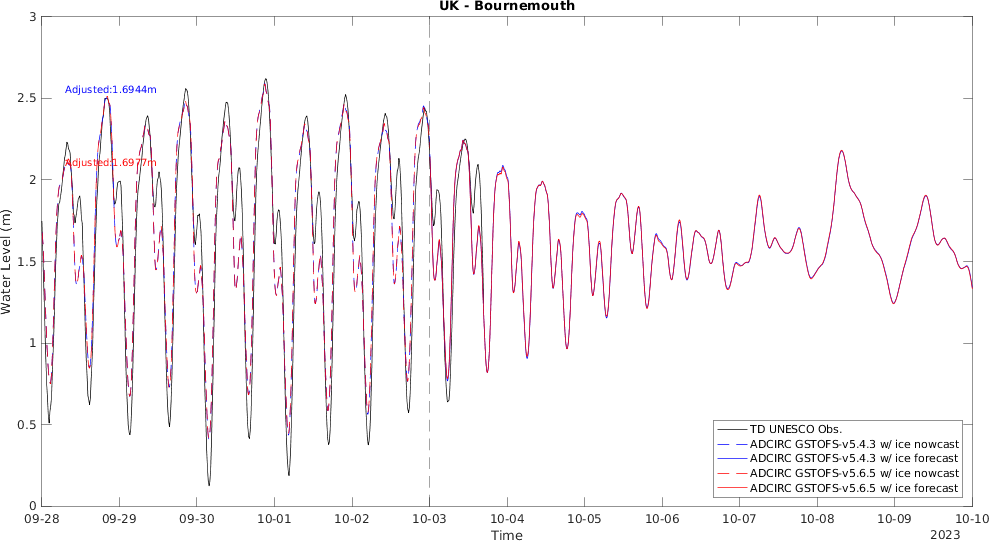 UK - Bournemouth
3
2.5
2
1.5
1
0.5
0
Water Level (m)
Adjusted:1.6944m
Adjusted:1.6977m
TD UNESCO Obs.
ADCIRC GSTOFS-v5.4.3 w/ ice nowcast
ADCIRC GSTOFS-v5.4.3 w/ ice forecast
ADCIRC GSTOFS-v5.6.5 w/ ice nowcast
ADCIRC GSTOFS-v5.6.5 w/ ice forecast
09-28 09-29 09-30 10-01 10-02 10-03 10-04 10-05 10-06 10-07 10-08 10-09 10-10
Time
2023